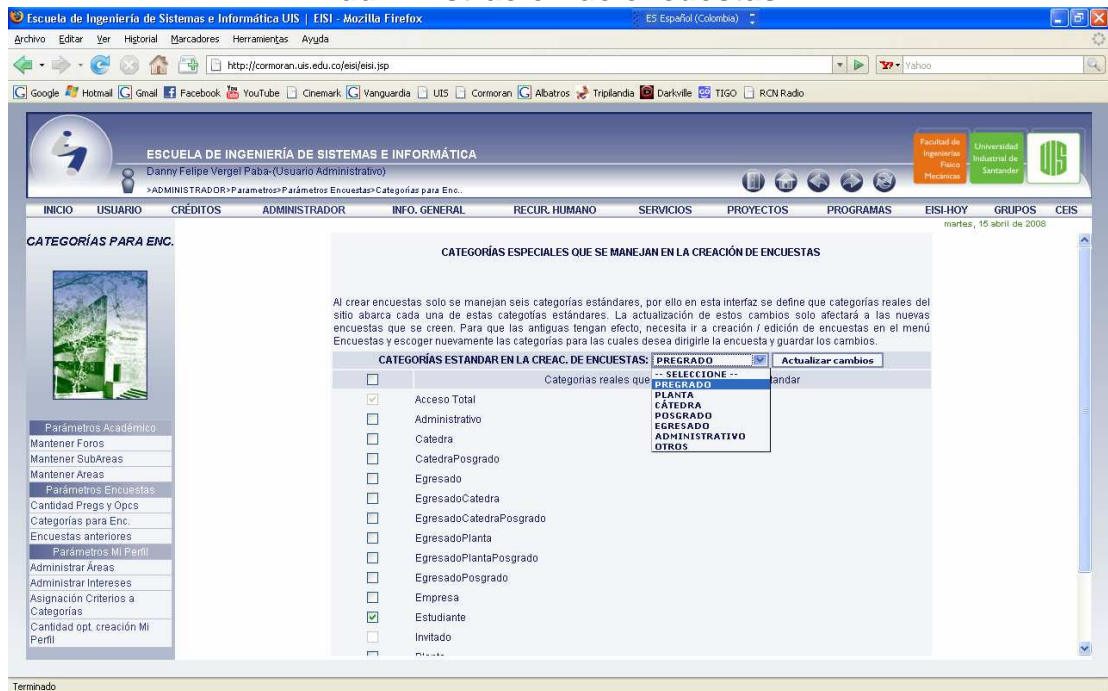 Escuela de Ingeniería de Sistemas e Informática UIS | EISI - Mozilla Firefox
ES Español (Colombia)
Archivo Editar Ver Historial Marcadores Herramientas Ayuda
http://cormoran.uis.edu.co/eisi/eisi.jsp
Yahoo
Google Hotmail Gmail Facebook YouTube Cinemark Vanguardia UIS Cormoran Albatros Tripilandia Darkville TIGO RCN Radio
ESCUELA DE INGENIERÍA DE SISTEMAS E INFORMÁTICA
Danny Felipe Vergel Paba-(Usuario Administrativo)
>ADMINISTRADOR>Parametros>Parámetros Encuestas>Categorías para Enc..
Facultad de
Ingenierías
Físico
Mecánicas
Universidad
Industrial de
Santander
INICIO USUARIO CRÉDITOS ADMINISTRADOR INFO. GENERAL RECUR. HUMANO SERVICIOS PROYECTOS PROGRAMAS EISI-HOY GRUPOS CEIS
martes, 15 abril de 2008
CATEGORÍAS PARA ENC.
CATEGORÍAS ESPECIALES QUE SE MANEJAN EN LA CREACIÓN DE ENCUESTAS
Al crear encuestas solo se manejan seis categorías estándares, por ello en esta interfaz se define que categorías reales del
sitio abarca cada una de estas categotías estándares. La actualización de estos cambios solo afectará a las nuevas
encuestas que se creen. Para que las antiguas tengan efecto, necesita ir a creación / edición de encuestas en el menú
Encuestas y escoger nuevamente las categorías para las cuales desea dirigirle la encuesta y guardar los cambios.
CATEGORÍAS ESTANDAR EN LA CREAC. DE ENCUESTAS: PREGRADO Actualizar cambios
-- SELECCIONE --
PREGRADO
PLANTA
CÁTEDRA
POSGRADO
EGRESADO
ADMINISTRATIVO
OTROS
Categorias reales que
tandar
Acceso Total
Administrativo
Catedra
CatedraPosgrado
Egresado
EgresadoCatedra
EgresadoCatedraPosgrado
EgresadoPlanta
EgresadoPlantaPosgrado
EgresadoPosgrado
Empresa
Estudiante
Invitado
Parámetros Académico
Mantener Foros
Mantener SubAreas
Mantener Areas
Parámetros Encuestas
Cantidad Pregs y Opcs
Categorías para Enc.
Encuestas anteriores
Parámetros Mi Perfil
Administrar Áreas
Administrar Intereses
Asignación Criterios a
Categorías
Cantidad opt. creación Mi
Perfil
Terminado